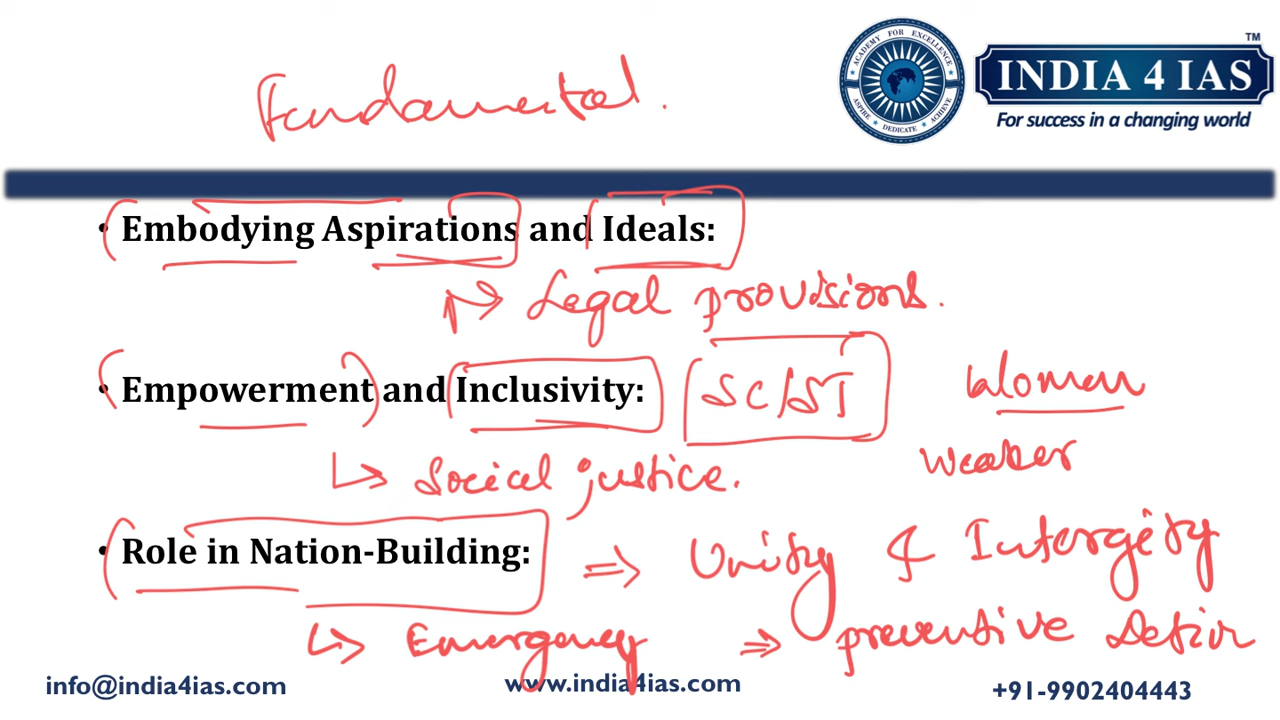 Fundamental.
ACADEMY FOR EXCELLENCE
ASPIRE DEDICATE ACHIEVE
INDIA 4 IAS ™
For success in a changing world
• Embodying Aspirations and Ideals:
Legal provisions.
• Empowerment and Inclusivity: SC/ST Women
Weaker
Social justice.
• Role in Nation-Building: ⇒ Unity & Intergety
Emergency ⇒ preventive
info@india4ias.com www.india4ias.com +91-9902404443